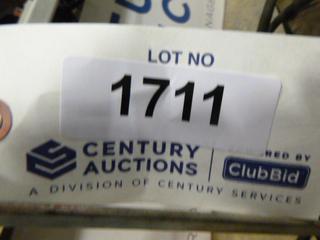 LOT NO
1711
CENTURY
AUCTIONS
ClubBid
A DIVISION OF CENTURY SERVICES